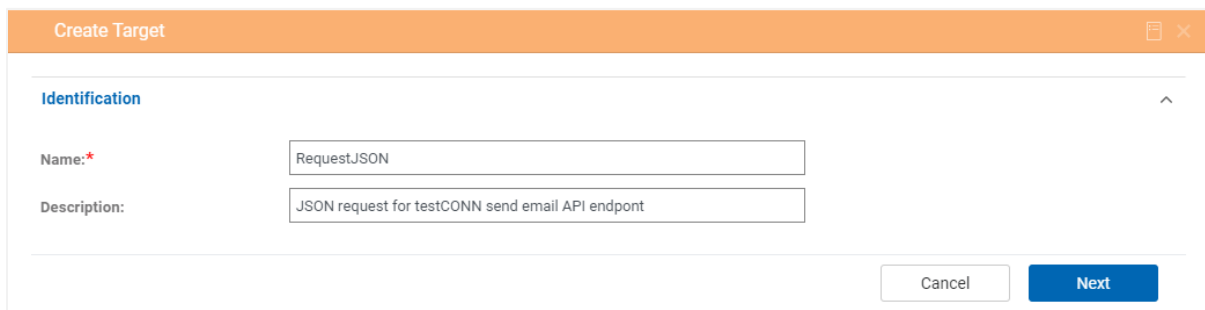 Create Target
Identification
Name:*
RequestJSON
Description:
JSON request for testCONN send email API endpont
Cancel
Next